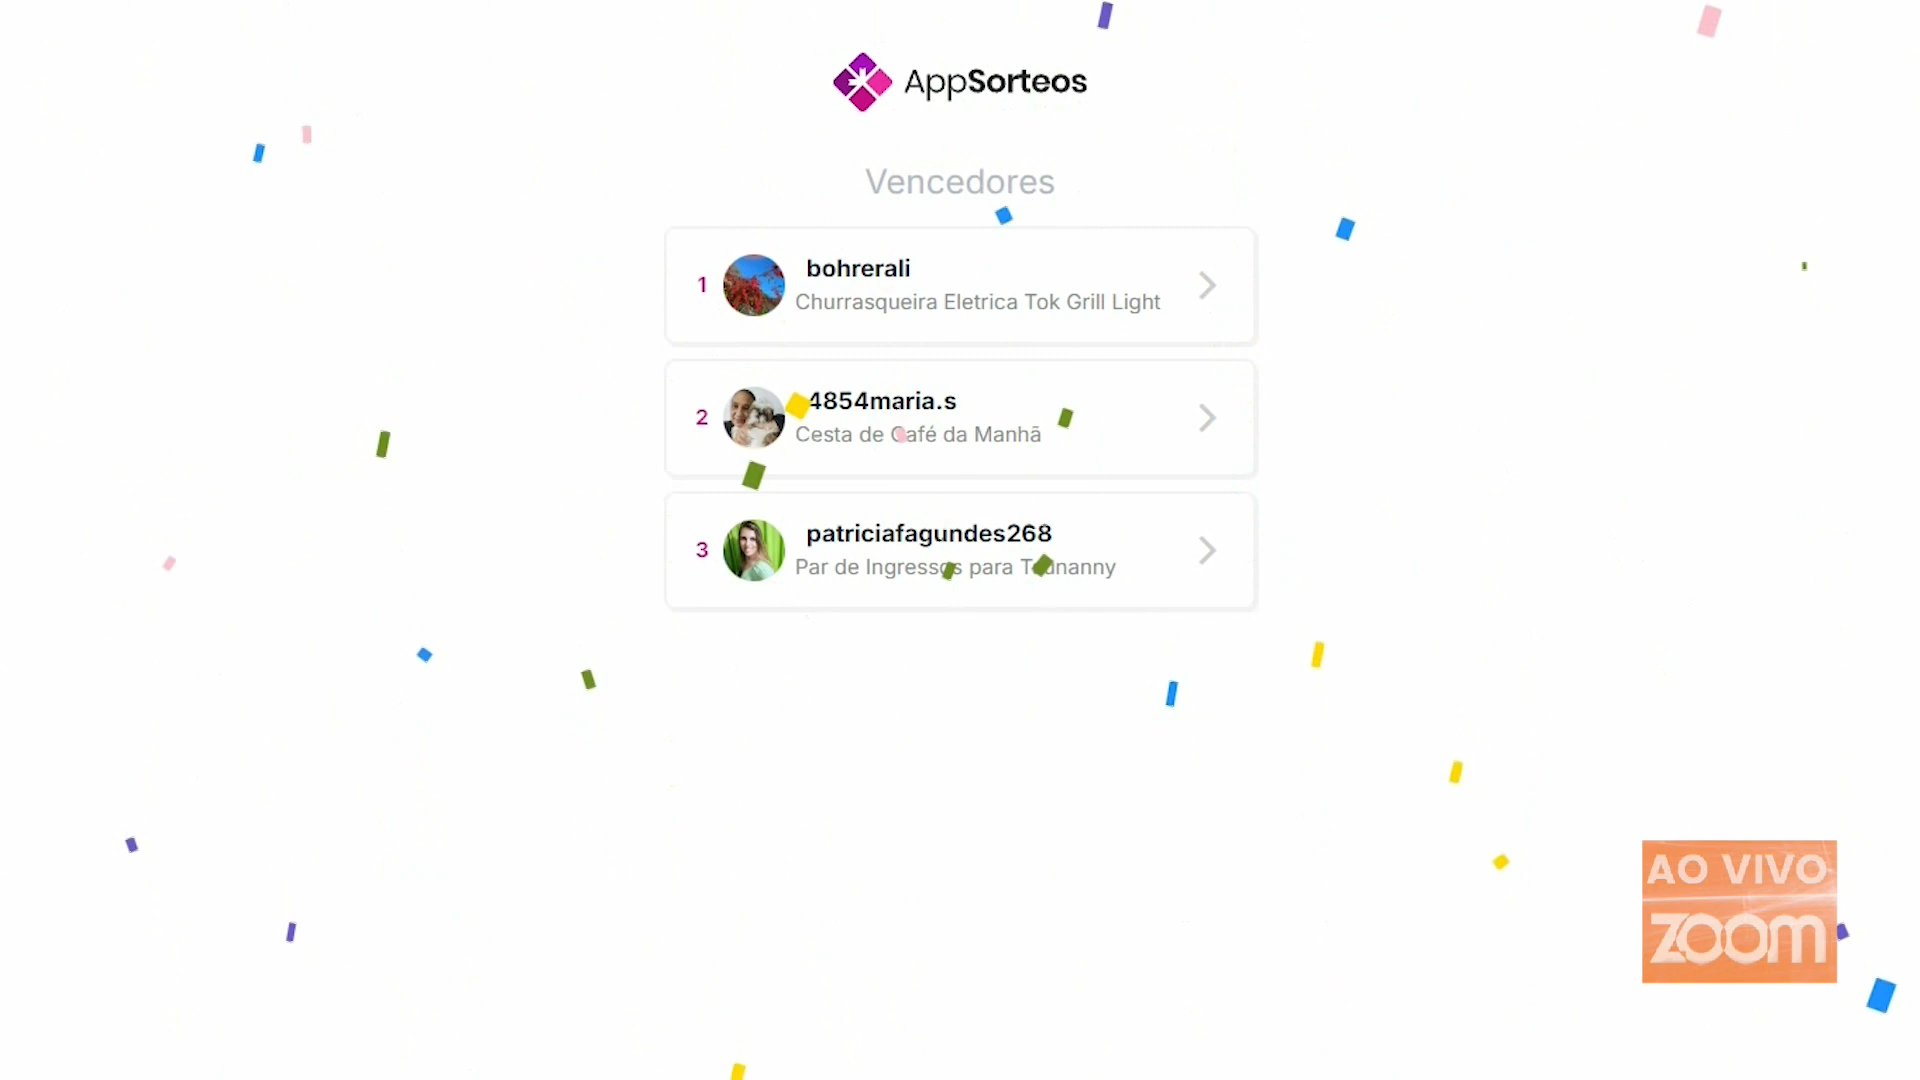 AppSorteos
Vencedores
1
bohrerali
Churrasqueira Eletrica Tok Grill Light
2
4854maria.s
Cesta de Café da Manhã
3
patriciafagundes268
Par de Ingressos para
AO VIVO
ZOOM